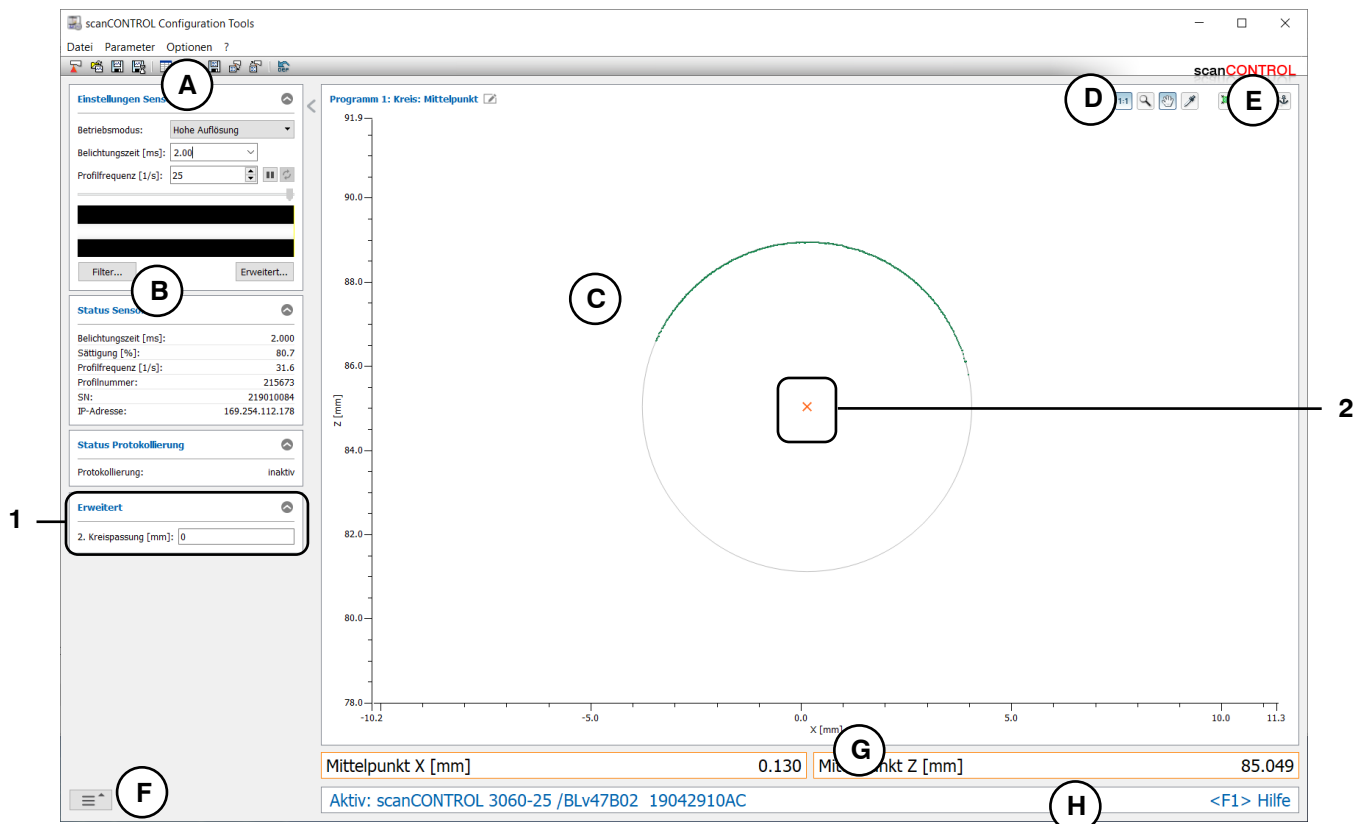 scanCONTROL Configuration Tools
Datei Parameter Optionen ?
scanCONTROL
A
Einstellungen Sens
Betriebsmodus: Hohe Auflösung
Belichtungszeit [ms]: 2.00
Profilfrequenz [1/s]: 25
Filter... Erweitert...
B
Status Senso
Belichtungszeit [ms]: 2.000
Sättigung [%]: 80.7
Profilfrequenz [1/s]: 31.6
Profilnummer: 215673
SN: 219010084
IP-Adresse: 169.254.112.178
Status Protokollierung
Protokollierung: inaktiv
1
Erweitert
2. Kreispassung [mm]: 0
F
Programm 1: Kreis: Mittelpunkt
D
1:1
E
C
2
91.9
90.0
88.0
86.0
84.0
82.0
80.0
78.0
Z [mm]
-10.2 -5.0 0.0 5.0 10.0 11.3
X [mm]
G
Mittelpunkt X [mm] 0.130 Mittelpunkt Z [mm] 85.049
Aktiv: scanCONTROL 3060-25 /BLv47B02 19042910AC <F1> Hilfe
H